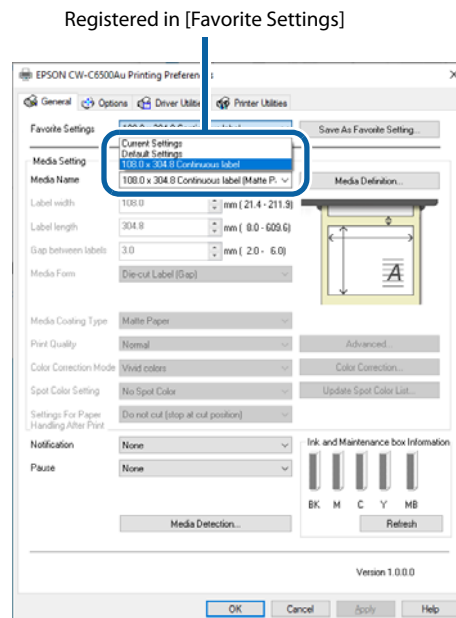 Registered in [Favorite Settings]
EPSON CW-C6500Au Printing Preferen s
X
General Options Driver Utilitie Printer Utilities
Favorite Settings Save As Favorite Setting...
Current Settings
Default Settings
108.0 x 304.8 Continuous label
Media Setting
Media Name 108.0 x 304.8 Continuous label (Matte P. Media Definition...
Label width 108.0 mm ( 21.4 - 211.9)
Label length 304.8 mm ( 8.0 - 609.6)
Gap between labels 3.0 mm ( 2.0 - 6.0)
Media Form Die-cut Label (Gap)
A
Media Coating Type Matte Paper
Print Quality Normal Advanced...
Color Correction Mode Vivid colors Color Correction...
Spot Color Setting No Spot Color Update Spot Color List...
Settings For Paper Handling After Print Do not cut (stop at cut position)
Notification None Ink and Maintenance box Information
Pause None
BK M C Y MB
Media Detection... Refresh
Version 1.0.0.0
OK Cancel Apply Help